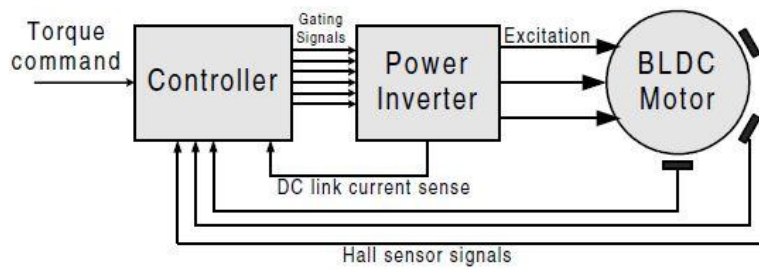 Torque
command
Controller
Gating
Signals
Power
Inverter
Excitation
BLDC
Motor
DC link current sense
Hall sensor signals